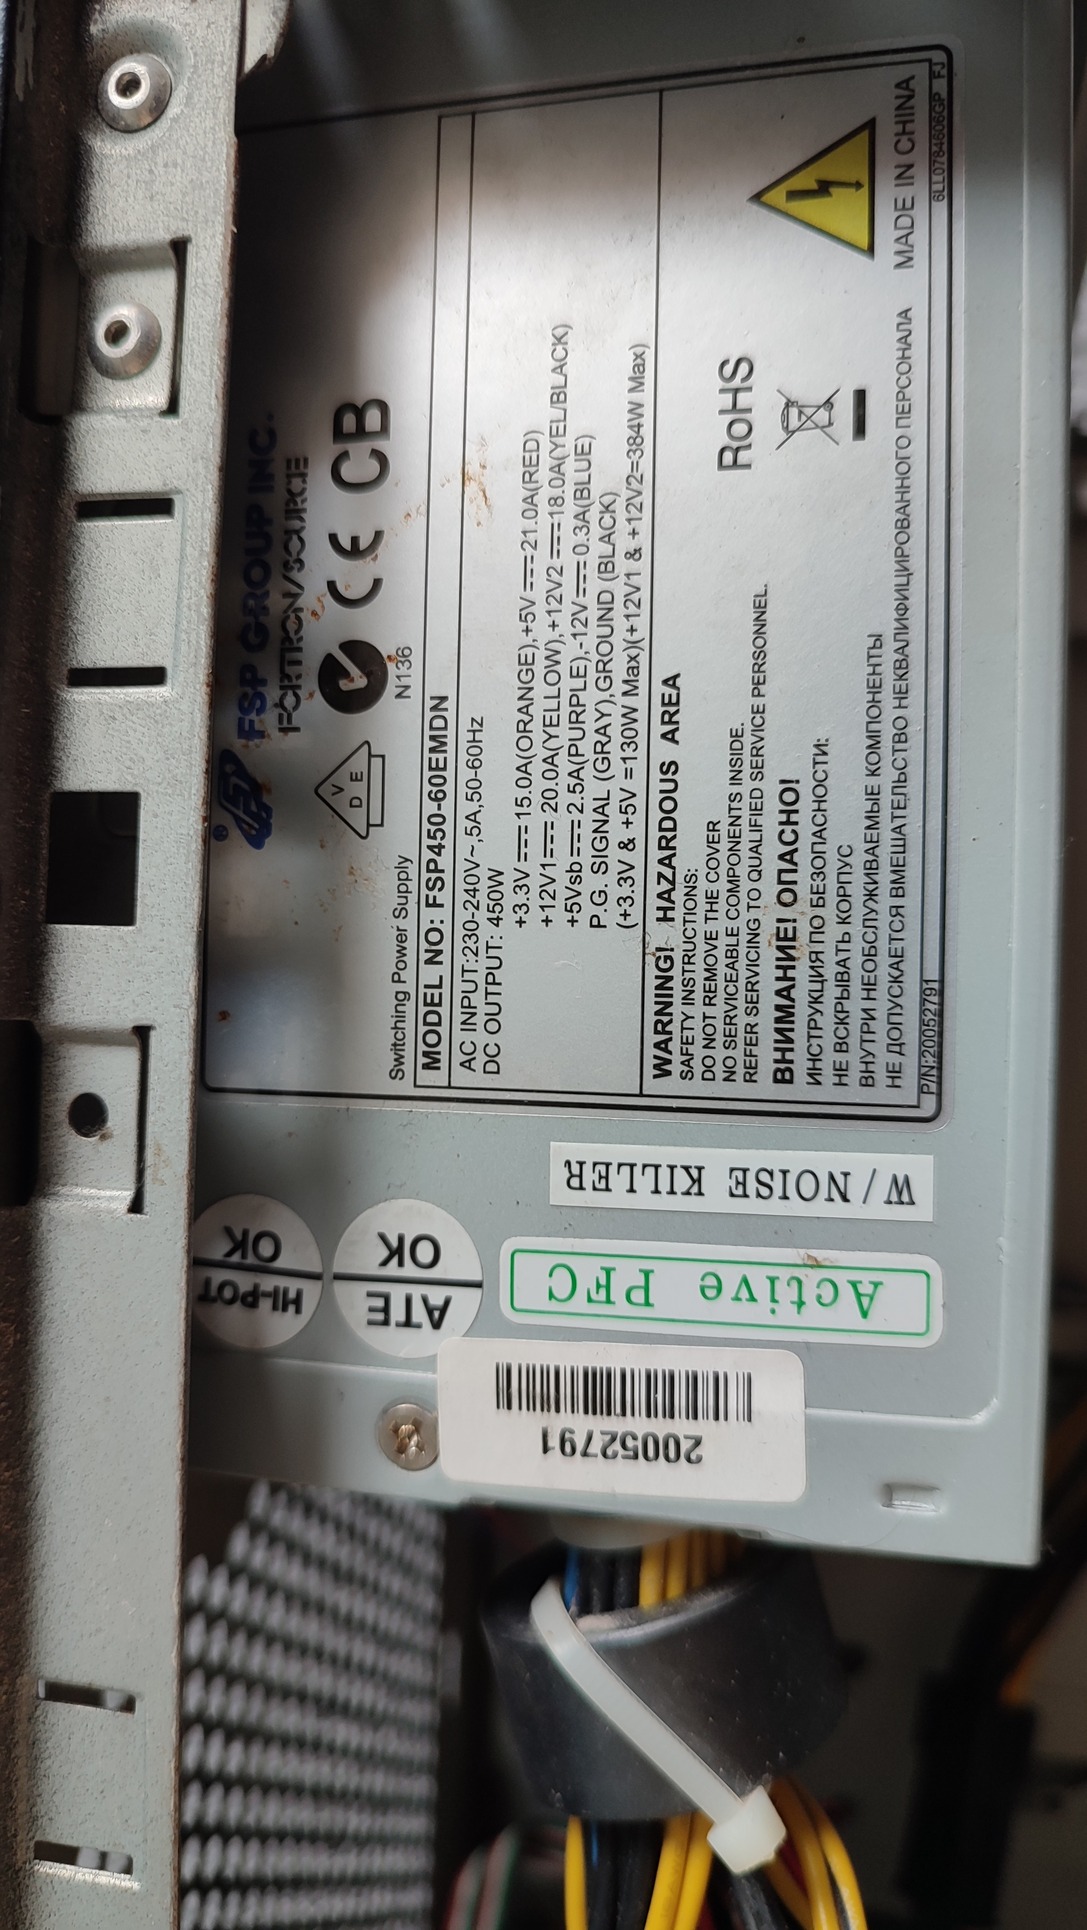 FSP GROUP INC.
FORTRON/SOURCE
V
D E
N136
CE CB
Switching Power Supply
MODEL NO: FSP450-60EMDN
AC INPUT:230-240V~,5A,50-60Hz
DC OUTPUT: 450W
+3.3V⎓15.0A(ORANGE),+5V⎓21.0A(RED)
+12V1⎓20.0A(YELLOW),+12V2⎓18.0A(YEL/BLACK)
+5Vsb⎓2.5A(PURPLE),-12V⎓0.3A(BLUE)
P.G. SIGNAL (GRAY),GROUND (BLACK)
(+3.3V & +5V =130W Max)(+12V1 & +12V2=384W Max)
WARNING! HAZARDOUS AREA
SAFETY INSTRUCTIONS:
DO NOT REMOVE THE COVER
NO SERVICEABLE COMPONENTS INSIDE.
REFER SERVICING TO QUALIFIED SERVICE PERSONNEL.
RoHS
ВНИМАНИЕ! ОПАСНО!
ИНСТРУКЦИЯ ПО БЕЗОПАСНОСТИ:
НЕ ВСКРЫВАТЬ КОРПУС
ВНУТРИ НЕОБСЛУЖИВАЕМЫЕ КОМПОНЕНТЫ
НЕ ДОПУСКАЕТСЯ ВМЕШАТЕЛЬСТВО НЕКВАЛИФИЦИРОВАННОГО ПЕРСОНАЛА
MADE IN CHINA
P/N:20052791
6LL0784606GP FJ
W/NOISE KILLER
HI-POT
OK
ATE
OK
Active PFC
20052791